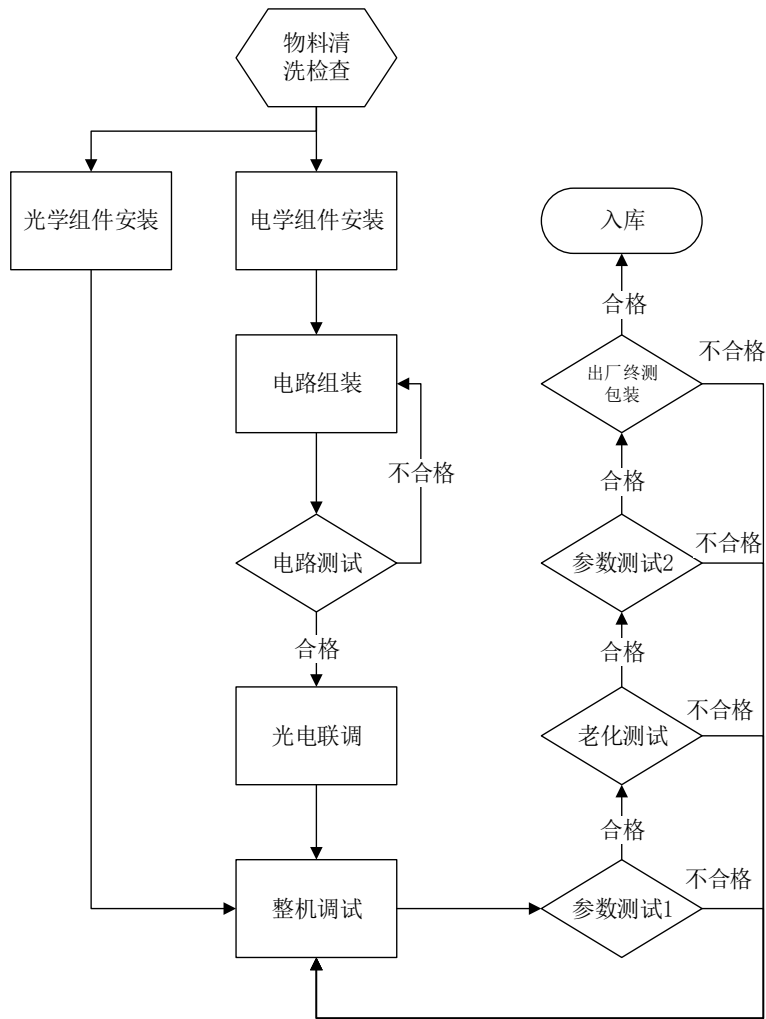 物料清
洗检查
光学组件安装
电学组件安装
电路组装
不合格
电路测试
合格
光电联调
整机调试
入库
合格
不合格
出厂终测
包装
合格
不合格
参数测试2
合格
不合格
老化测试
合格
不合格
参数测试1